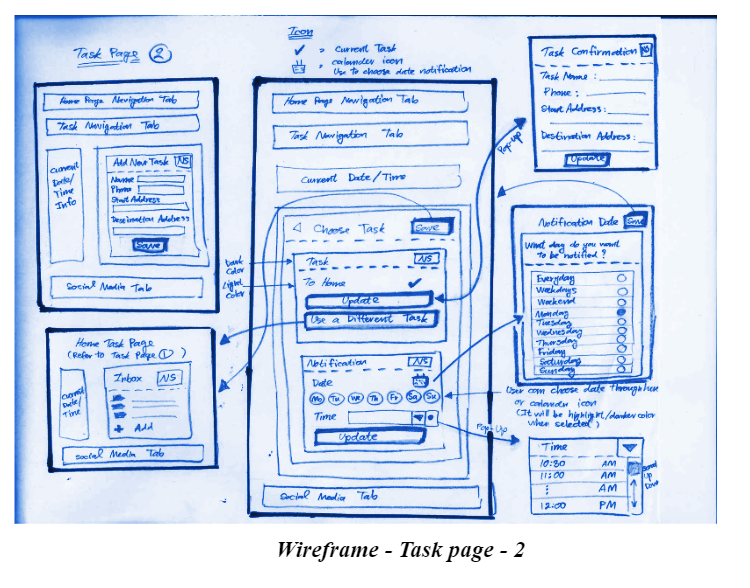 Task Page 2
Icon
✓ = Current Task
= calander icon
Use to choose date notification
Home Page Navigation Tab
Task Navigation Tab
Current
Date/
Time
Info
Add New Task NS
Name
Phone
Start Address
Destination Address
Save
Social Media Tab
Home Task Page
(Refer to Task Page 1)
Current
Date/
Time
Inbox NS
+ Add
Social Media Tab
Home Page Navigation Tab
Task Navigation Tab
Current Date/Time
Choose Task Save
Dark
Color
Light
Color
Task NS
To Home ✓
Update
Use a Different Task
Notification NS
Date
Mo Tu We Th Fr Sa Su
Time
Update
Social Media Tab
Pop-Up
Task Confirmation
Task Name :
Phone :
Start Address :
Destination Address :
Update
Notification Date Save
What day do you want
to be notified ?
Everyday
Weekdays
Weekend
Monday
Tuesday
Wednesday
Thursday
Friday
Saturday
Sunday
User can choose date through here
or calander icon
(It will be highlight/darker color
when selected)
Pop-Up
Time
10:30 AM
11:00 AM
: AM
12:00 PM
Scroll
Up
Down
Wireframe - Task page - 2